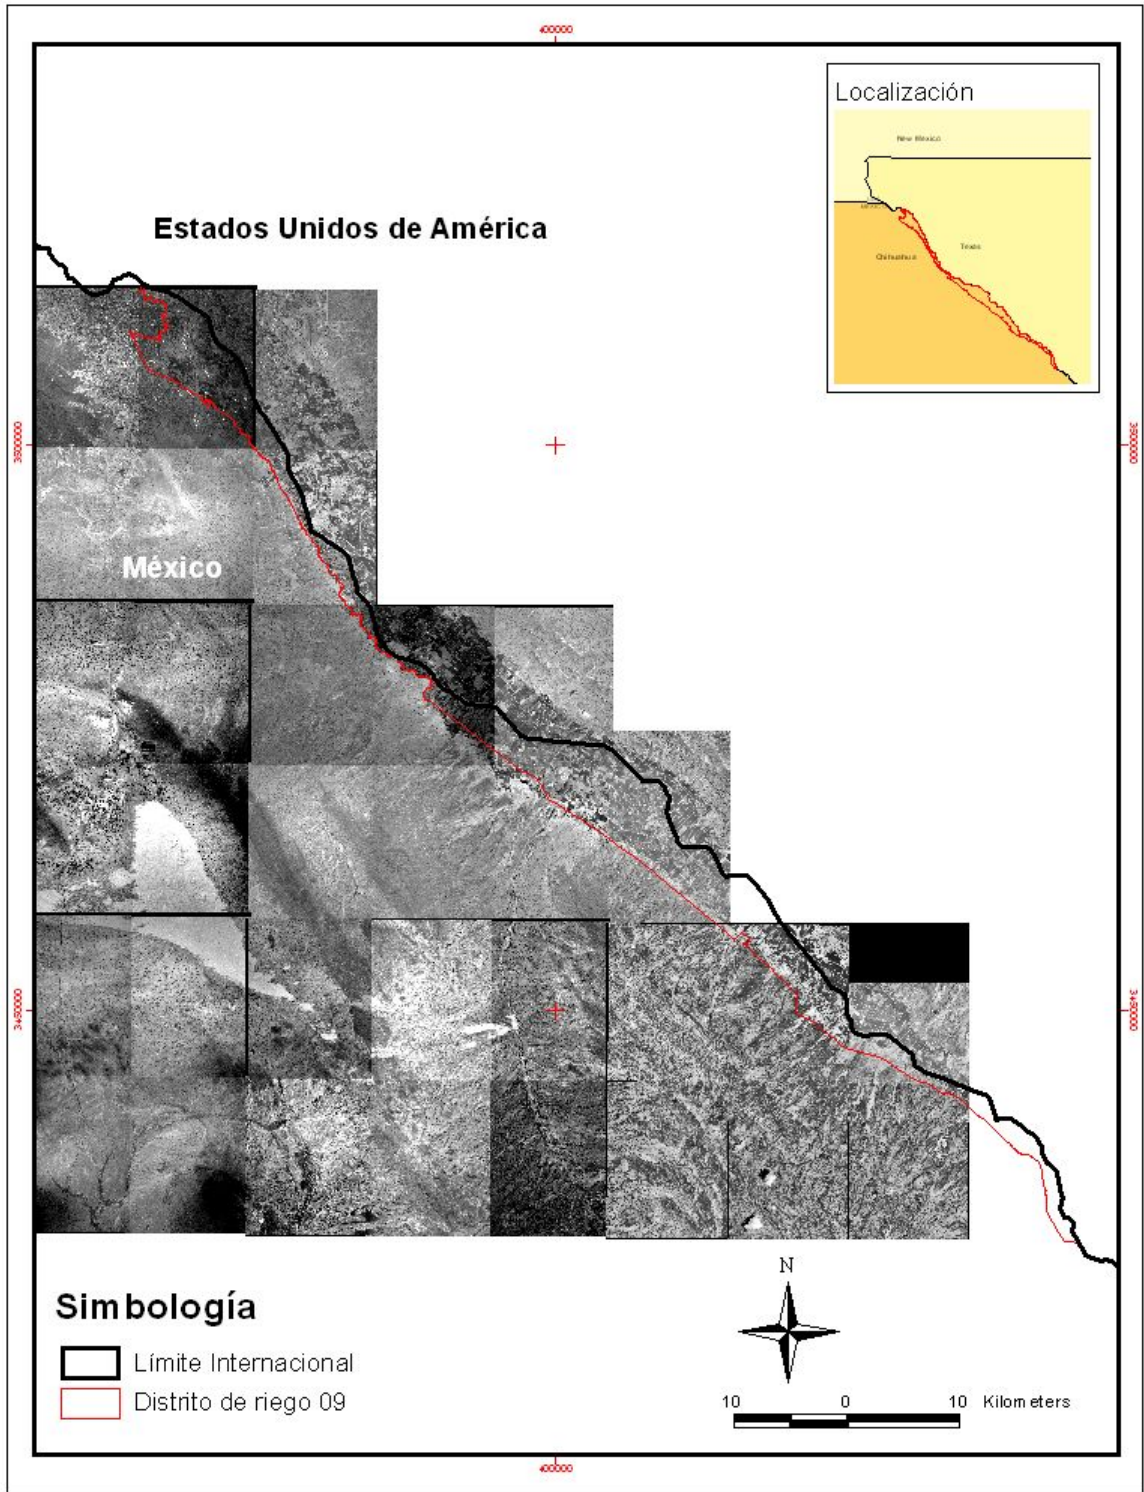 400000
Localización
New Mexico
Texas
Chihuahua
Estados Unidos de América
3500000
3500000
México
3450000
3450000
N
Simbología
Límite Internacional
Distrito de riego 09
10 0 10 Kilometers
400000